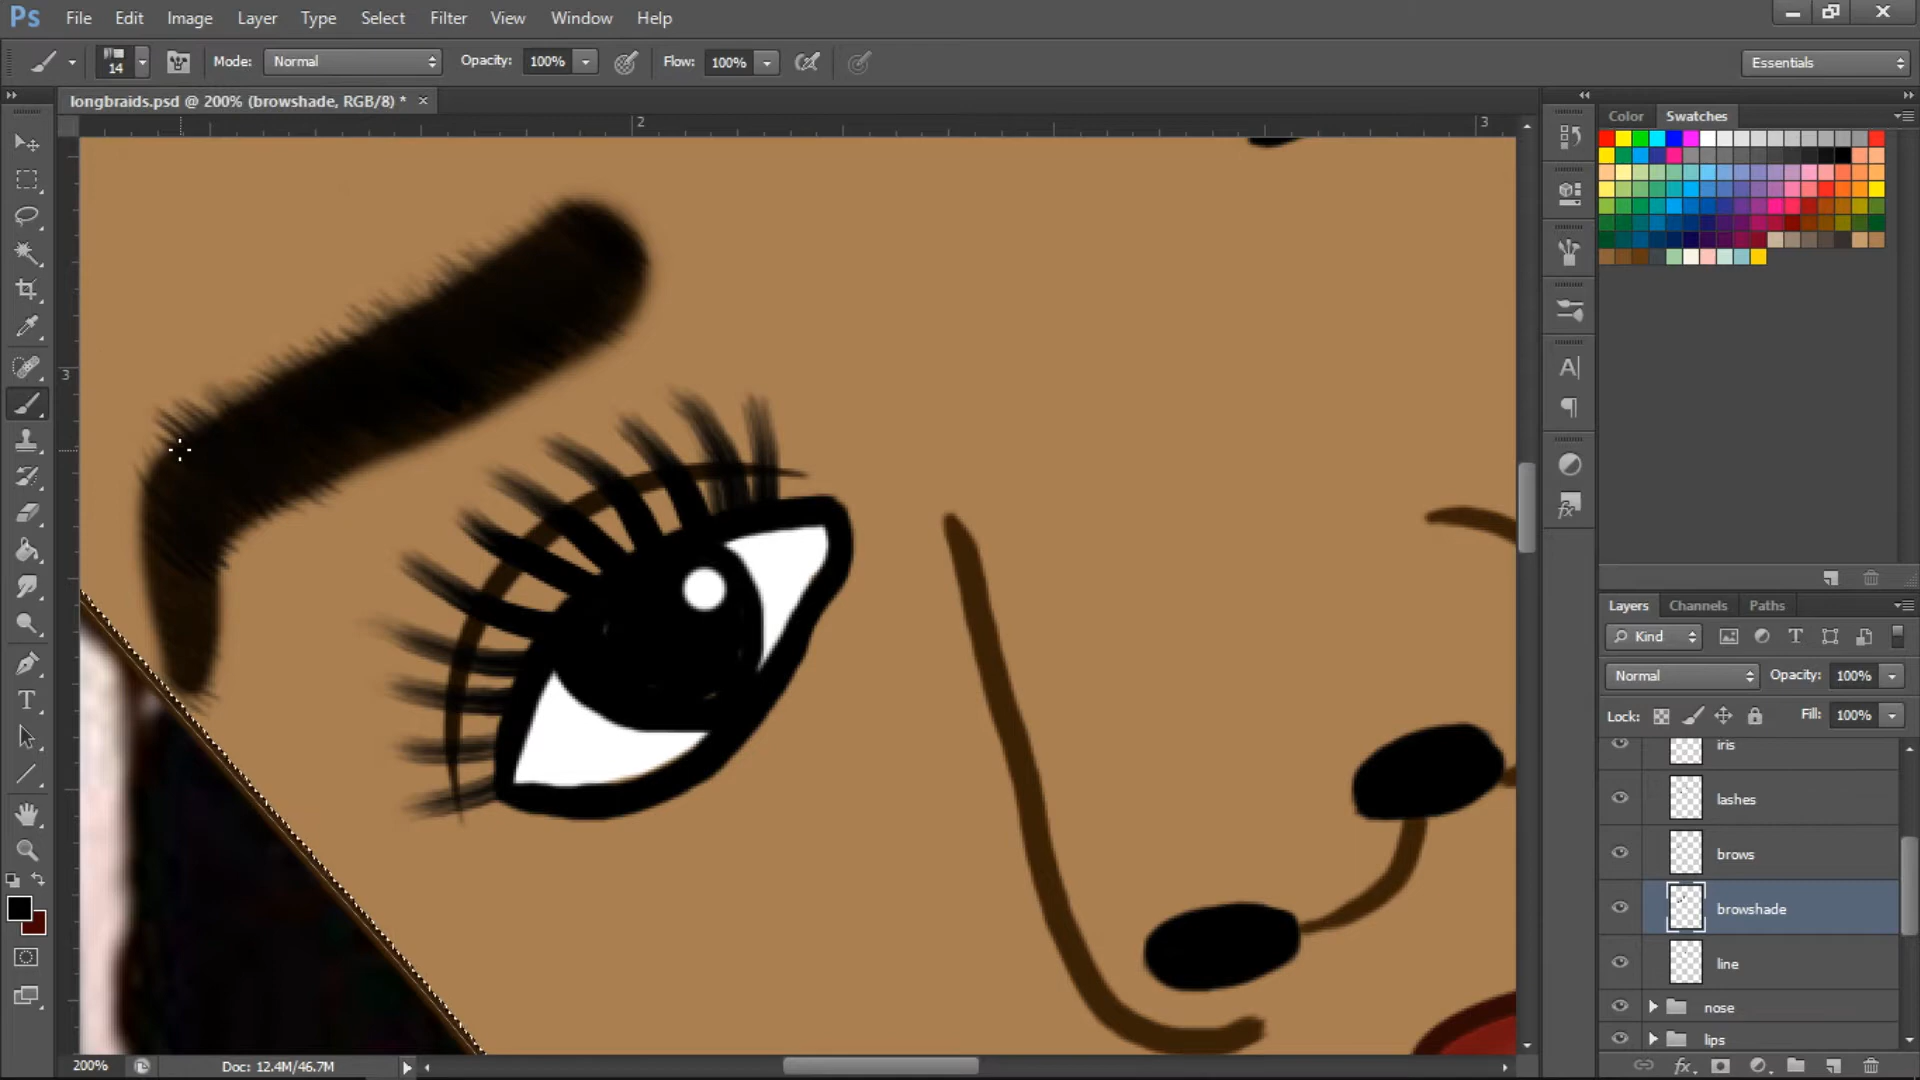 Ps File Edit Image Layer Type Select Filter View Window Help
14 Mode: Normal Opacity: 100% Flow: 100% Essentials
longbraids.psd @ 200% (browshade, RGB/8) * ×
Color Swatches
2 3
3
A|
T
fx
Layers Channels Paths
Kind T
Normal Opacity: 100%
Lock: Fill: 100%
iris
lashes
brows
browshade
line
nose
lips
200% Doc: 12.4M/46.7M fx